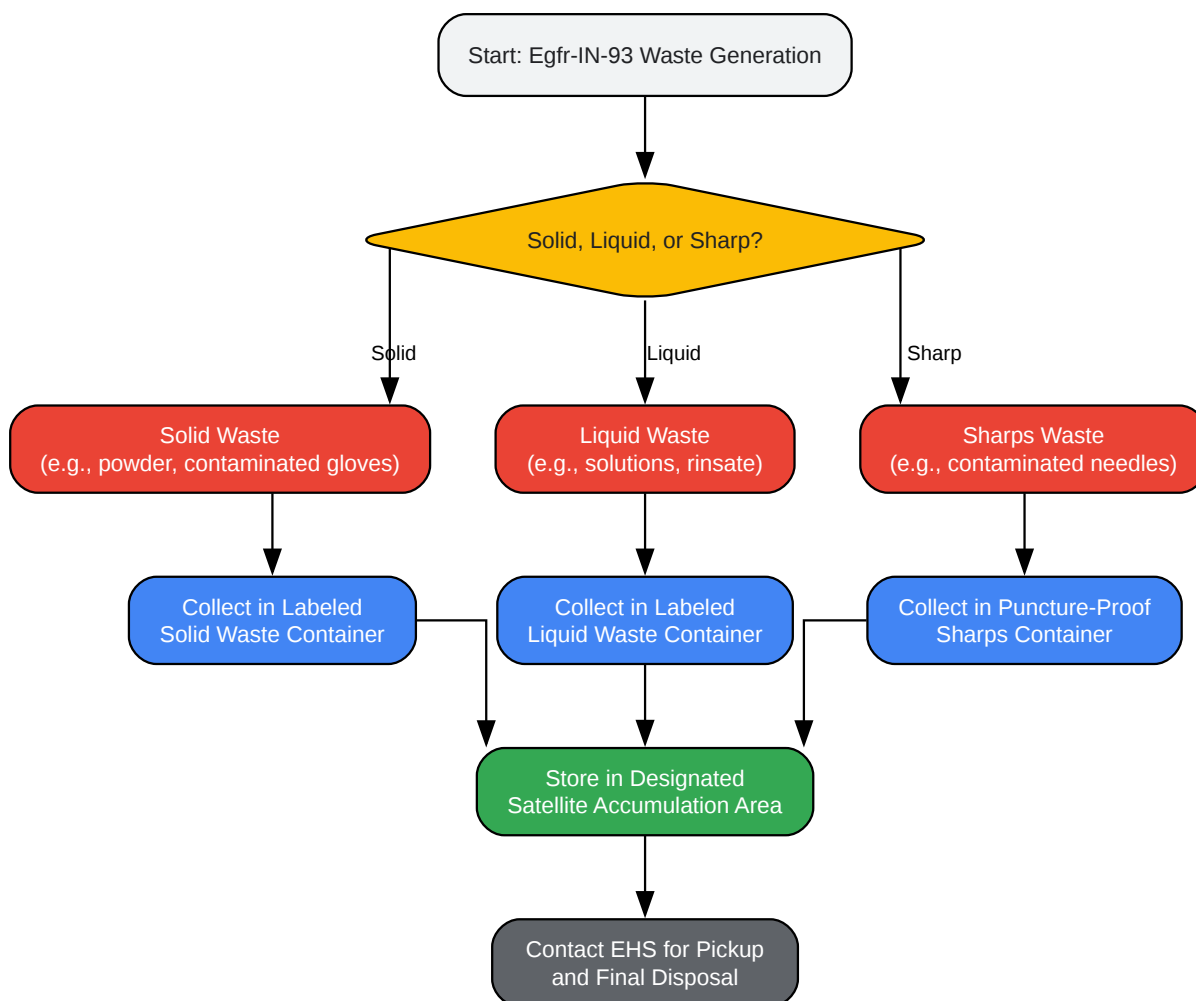 Start: Egfr-IN-93 Waste Generation
Solid, Liquid, or Sharp?
Solid
Liquid
Sharp
Solid Waste
(e.g., powder, contaminated gloves)
Liquid Waste
(e.g., solutions, rinsate)
Sharps Waste
(e.g., contaminated needles)
Collect in Labeled
Solid Waste Container
Collect in Labeled
Liquid Waste Container
Collect in Puncture-Proof
Sharps Container
Store in Designated
Satellite Accumulation Area
Contact EHS for Pickup
and Final Disposal